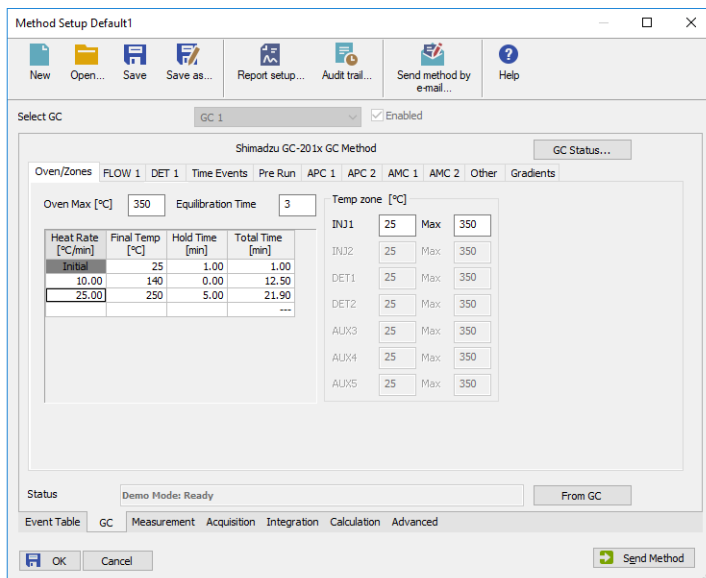 Method Setup Default1
New Open... Save Save as... Report setup... Audit trail... Send method by e-mail... Help
Select GC GC 1 Enabled
Shimadzu GC-201x GC Method GC Status...
Oven/Zones FLOW 1 DET 1 Time Events Pre Run APC 1 APC 2 AMC 1 AMC 2 Other Gradients
Oven Max [°C] 350 Equilibration Time 3
Heat Rate [°C/min] Final Temp [°C] Hold Time [min] Total Time [min]
Initial 25 1.00 1.00
10.00 140 0.00 12.50
25.00 250 5.00 21.90
---
Temp zone [°C]
INJ1 25 Max 350
INJ2 25 Max 350
DET1 25 Max 350
DET2 25 Max 350
AUX3 25 Max 350
AUX4 25 Max 350
AUX5 25 Max 350
Status Demo Mode: Ready From GC
Event Table GC Measurement Acquisition Integration Calculation Advanced
OK Cancel Send Method